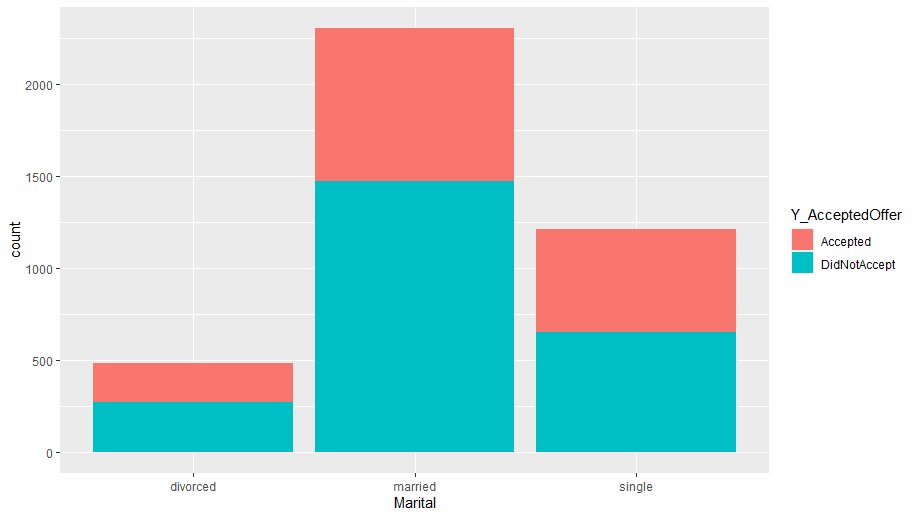 2000
1500
1000
500
0
count
divorced married single
Marital
Y_AcceptedOffer
Accepted
DidNotAccept